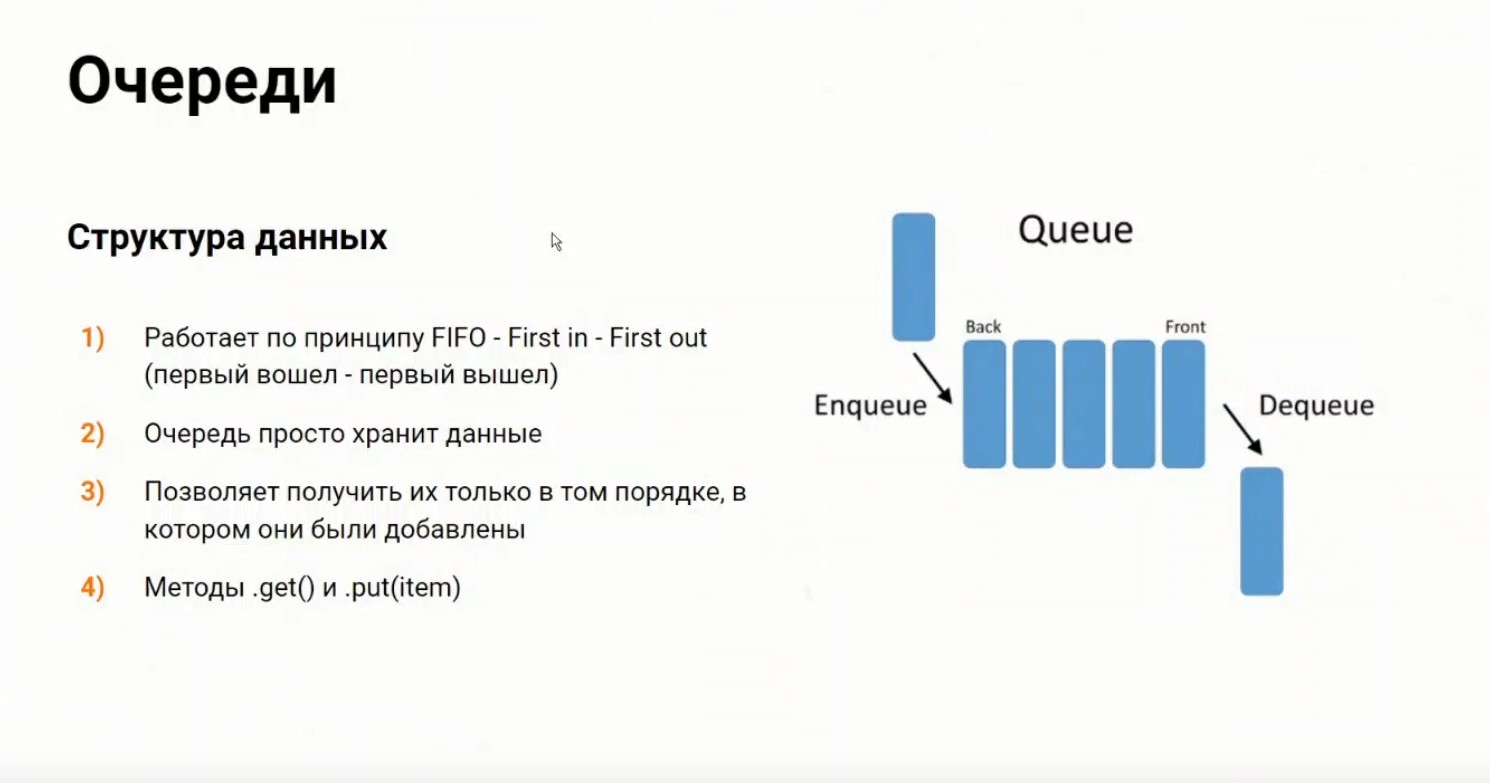 Очереди
Структура данных
1) Работает по принципу FIFO - First in - First out
(первый вошел - первый вышел)
2) Очередь просто хранит данные
3) Позволяет получить их только в том порядке, в
котором они были добавлены
4) Методы .get() и .put(item)
Queue
Back
Front
Enqueue
Dequeue